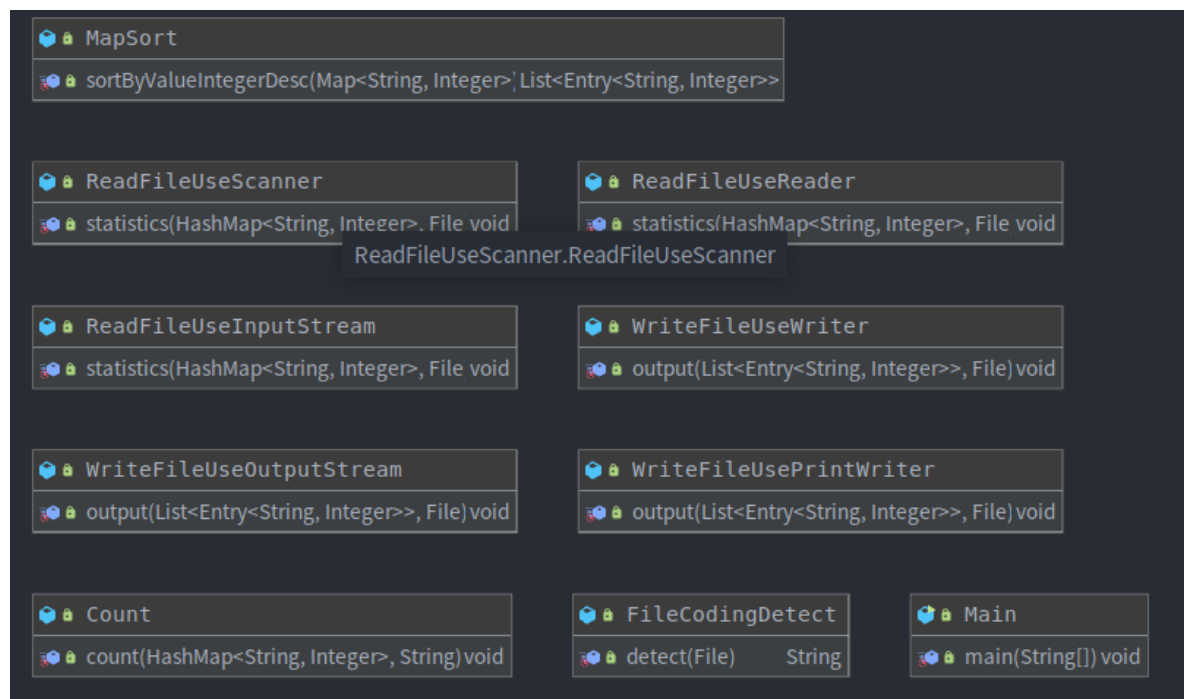 MapSort
sortByValueIntegerDesc(Map<String, Integer> List<Entry<String, Integer>>
ReadFileUseScanner
statistics(HashMap<String, Integer>, File void
ReadFileUseReader
statistics(HashMap<String, Integer>, File void
ReadFileUseScanner.ReadFileUseScanner
ReadFileUseInputStream
statistics(HashMap<String, Integer>, File void
WriteFileUseWriter
output(List<Entry<String, Integer>>, File) void
WriteFileUseOutputStream
output(List<Entry<String, Integer>>, File) void
WriteFileUsePrintWriter
output(List<Entry<String, Integer>>, File) void
Count
count(HashMap<String, Integer>, String) void
FileCodingDetect
detect(File) String
Main
main(String[]) void